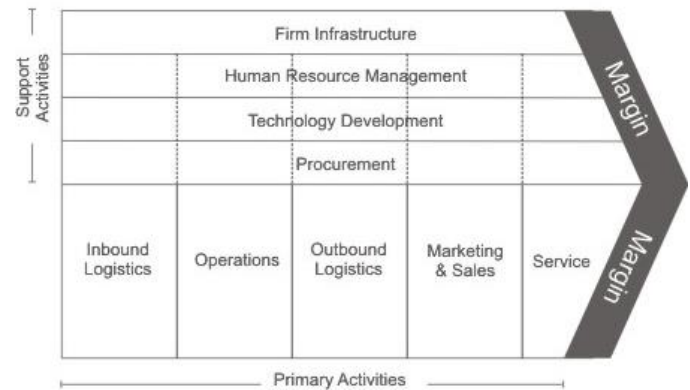 Support
Activities
Firm Infrastructure
Human Resource Management
Technology Development
Procurement
Margin
Inbound
Logistics
Operations
Outbound
Logistics
Marketing
& Sales
Service
Margin
Primary Activities